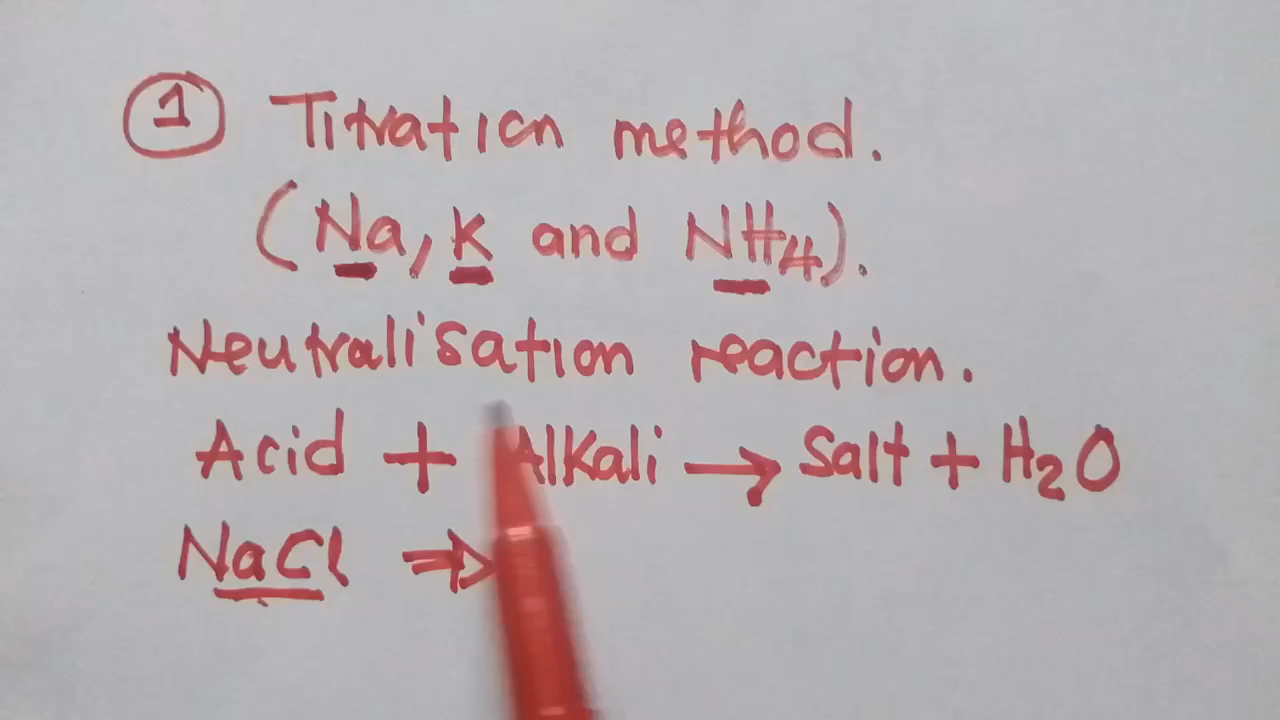 1 Titration method.
(Na, K and NH4).
Neutralisation reaction.
Acid + Alkali → Salt + H2O
NaCl ⇒